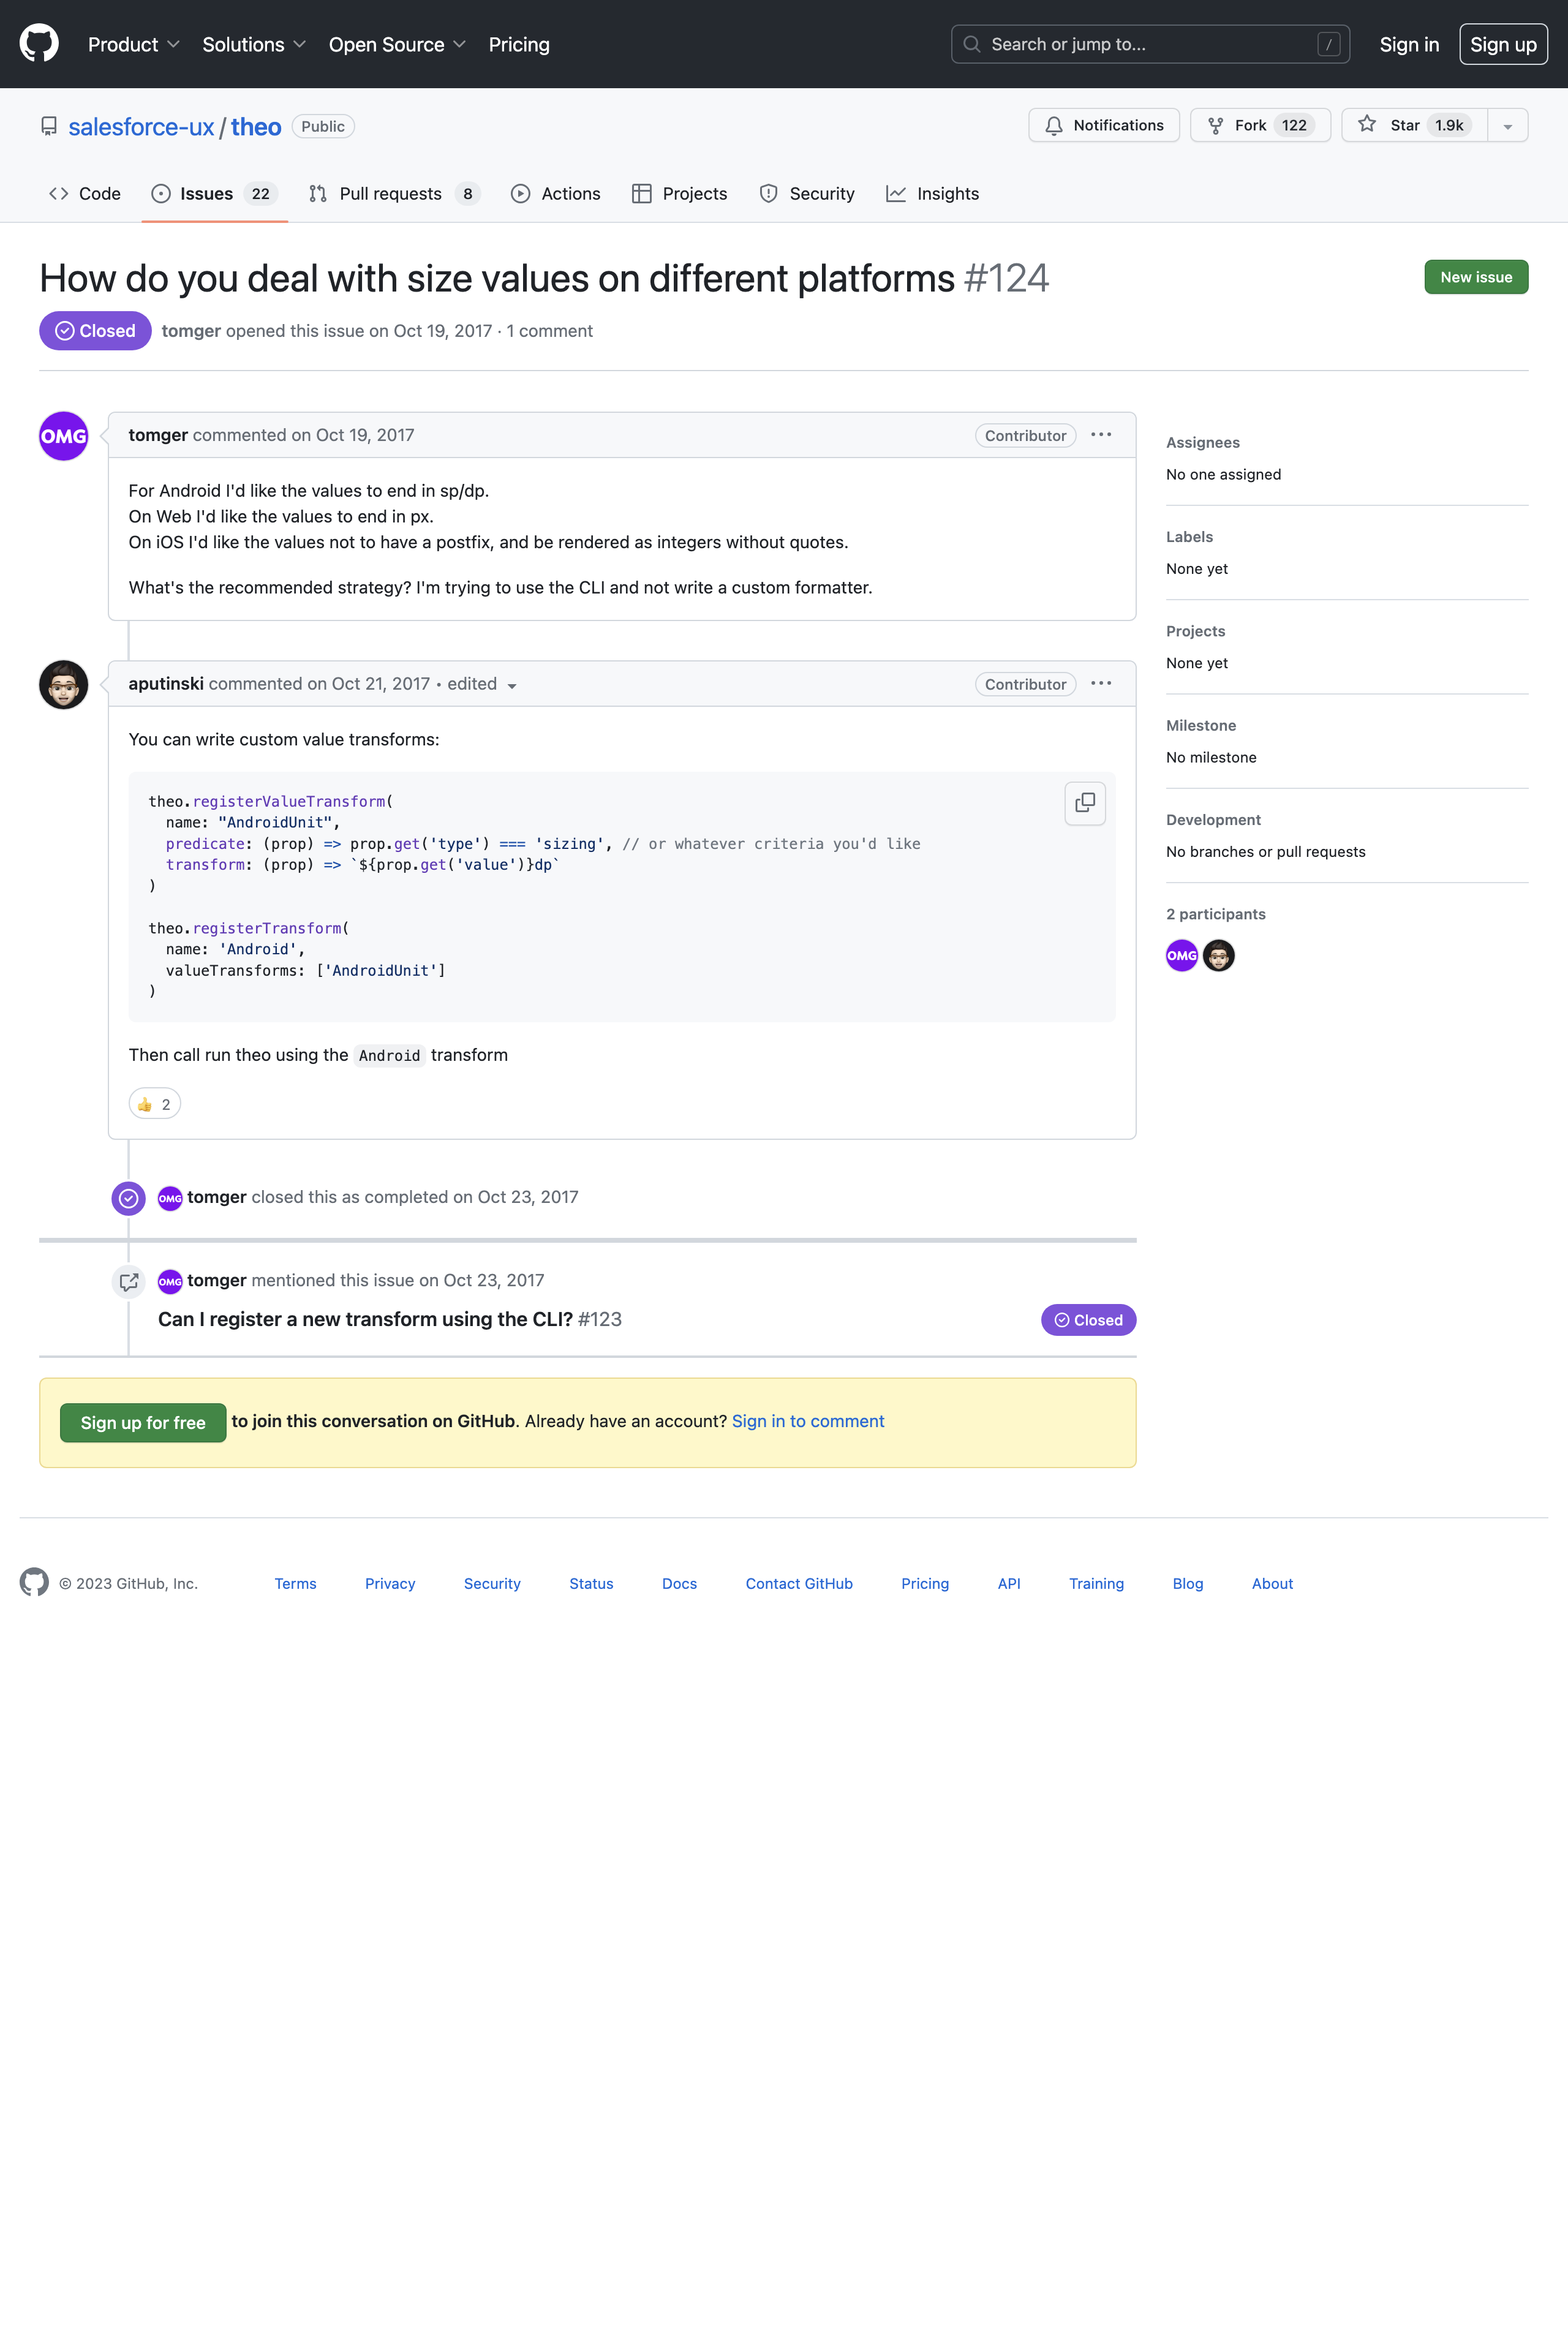 Product Solutions Open Source Pricing Search or jump to... / Sign in Sign up
salesforce-ux / theo Public Notifications Fork 122 Star 1.9k
Code Issues 22 Pull requests 8 Actions Projects Security Insights
How do you deal with size values on different platforms #124 New issue
Closed tomger opened this issue on Oct 19, 2017 · 1 comment
OMG tomger commented on Oct 19, 2017 Contributor
For Android I'd like the values to end in sp/dp.
On Web I'd like the values to end in px.
On iOS I'd like the values not to have a postfix, and be rendered as integers without quotes.
What's the recommended strategy? I'm trying to use the CLI and not write a custom formatter.
aputinski commented on Oct 21, 2017 • edited Contributor
You can write custom value transforms:
theo.registerValueTransform(
  name: "AndroidUnit",
  predicate: (prop) => prop.get('type') === 'sizing', // or whatever criteria you'd like
  transform: (prop) => `${prop.get('value')}dp`
)
theo.registerTransform(
  name: 'Android',
  valueTransforms: ['AndroidUnit']
)
Then call run theo using the Android transform
👍 2
OMG tomger closed this as completed on Oct 23, 2017
OMG tomger mentioned this issue on Oct 23, 2017
Can I register a new transform using the CLI? #123 Closed
Sign up for free to join this conversation on GitHub. Already have an account? Sign in to comment
Assignees
No one assigned
Labels
None yet
Projects
None yet
Milestone
No milestone
Development
No branches or pull requests
2 participants
OMG
© 2023 GitHub, Inc. Terms Privacy Security Status Docs Contact GitHub Pricing API Training Blog About